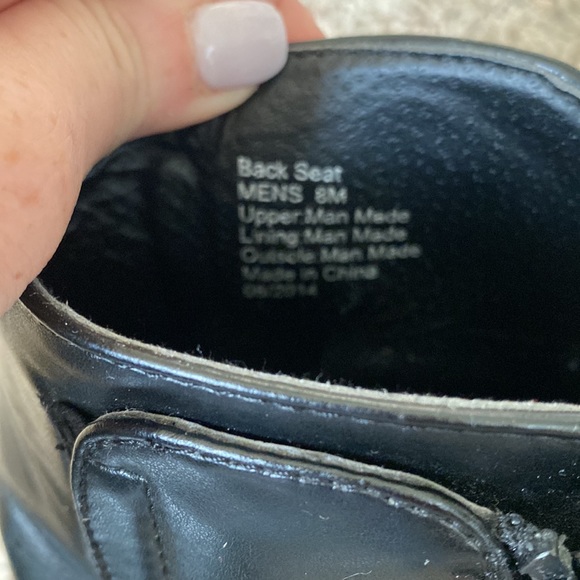 Back Seat
MENS 8M
Upper:Man Made
Lining:Man Made
Outsole:Man Made
Made in China
06/2014